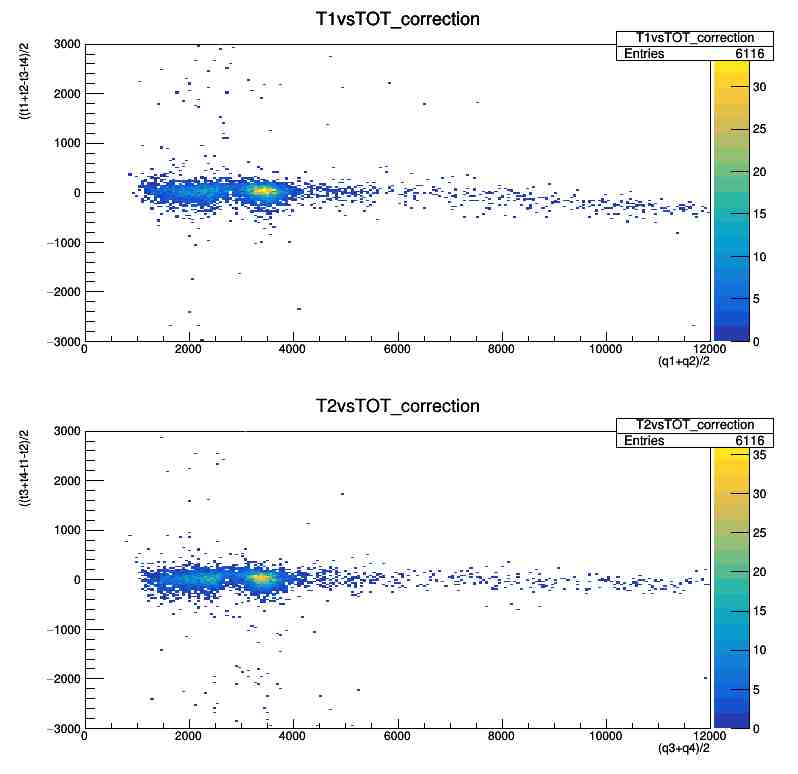 T1vsTOT_correction
T1vsTOT_correction
Entries 6116
((t1+t2-t3-t4)/2
3000
2000
1000
0
−1000
−2000
−3000
0 2000 4000 6000 8000 10000 12000
(q1+q2)/2
30
25
20
15
10
5
0
T2vsTOT_correction
T2vsTOT_correction
Entries 6116
((t3+t4-t1-t2)/2
3000
2000
1000
0
−1000
−2000
−3000
0 2000 4000 6000 8000 10000 12000
(q3+q4)/2
35
30
25
20
15
10
5
0